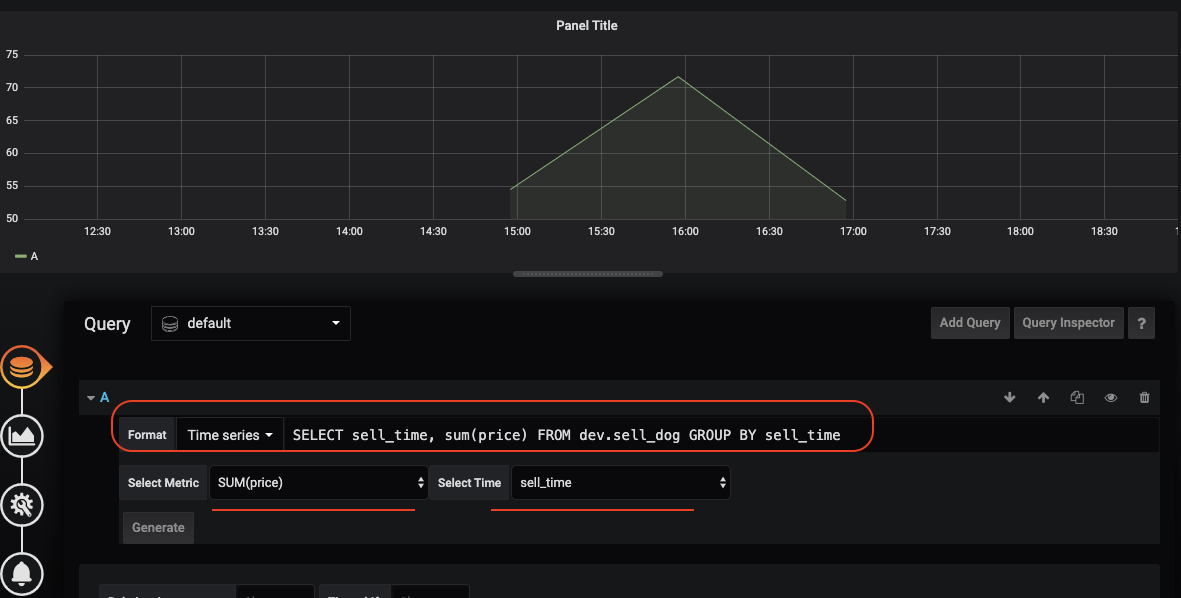 Panel Title
75
70
65
60
55
50
12:30 13:00 13:30 14:00 14:30 15:00 15:30 16:00 16:30 17:00 17:30 18:00 18:30
A
Query default Add Query Query Inspector ?
A
Format Time series SELECT sell_time, sum(price) FROM dev.sell_dog GROUP BY sell_time
Select Metric SUM(price) Select Time sell_time
Generate